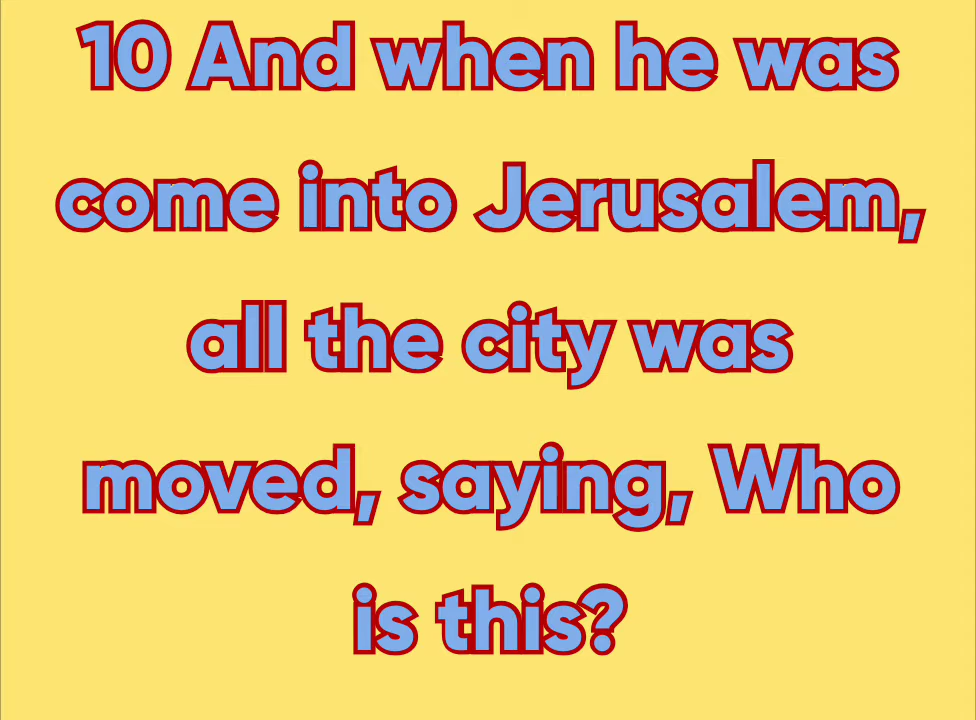 10 And when he was
come into Jerusalem,
all the city was
moved, saying, Who
is this?